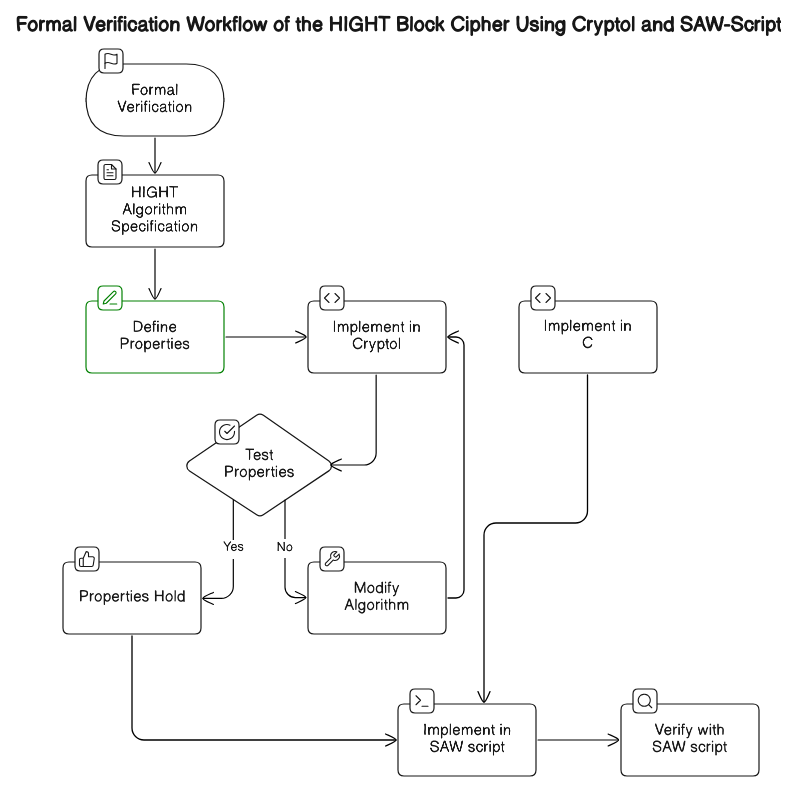 Formal Verification Workflow of the HIGHT Block Cipher Using Cryptol and SAW-Script
Formal
Verification
HIGHT
Algorithm
Specification
Define
Properties
Implement in
Cryptol
Implement in
C
Test
Properties
Yes
No
Properties Hold
Modify
Algorithm
Implement in
SAW script
Verify with
SAW script